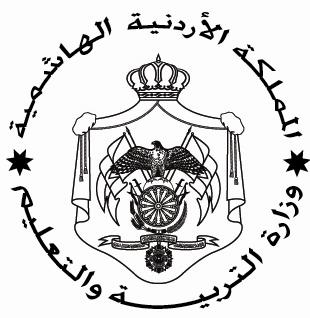 المملكة الأردنية الهاشمية
وزارة التربية والتعليم